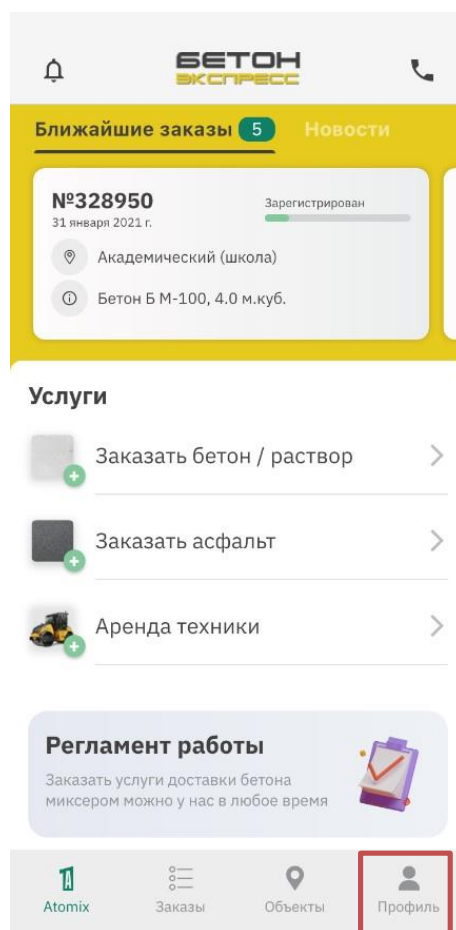 БЕТОН
ЭКСПРЕСС
Ближайшие заказы 5 Новости
№328950
Зарегистрирован
31 января 2021 г.
Академический (школа)
Бетон Б М-100, 4.0 м.куб.
Услуги
Заказать бетон / раствор
Заказать асфальт
Аренда техники
Регламент работы
Заказать услуги доставки бетона
миксером можно у нас в любое время
Atomix Заказы Объекты Профиль